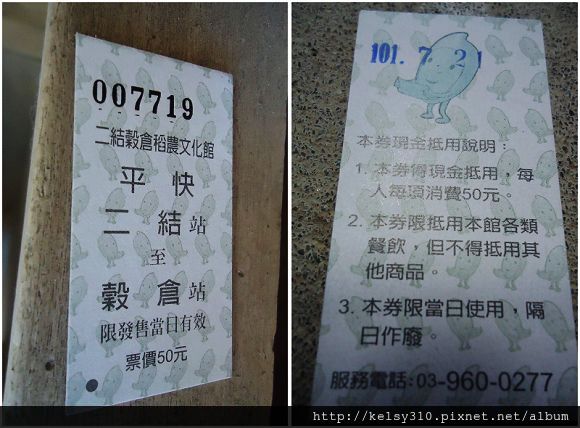 007719
二結穀倉稻農文化館
平快
二結站
至
穀倉站
限發售當日有效
票價50元
101.7.21
本券現金抵用說明：
1. 本券得現金抵用，每
人每項消費50元。
2. 本券限抵用本館各類
餐飲，但不得抵用其
他商品。
3. 本券限當日使用，隔
日作廢。
服務電話:03-960-0277
http://kelsy310.pixnet.net/album